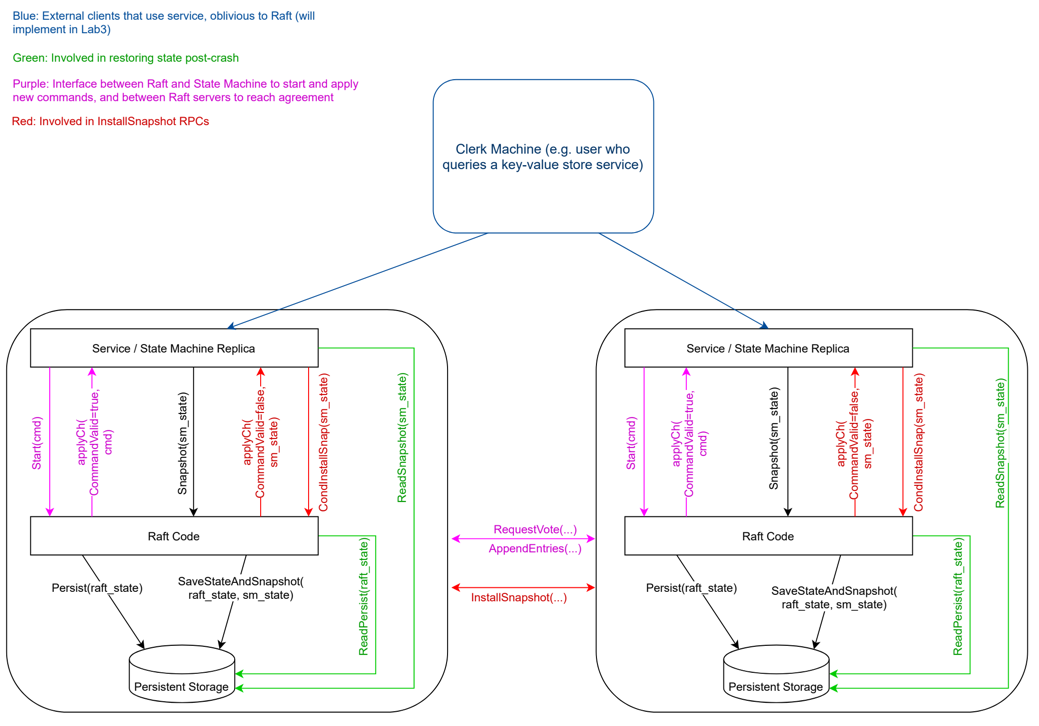 Blue: External clients that use service, oblivious to Raft (will
implement in Lab3)
Green: Involved in restoring state post-crash
Purple: Interface between Raft and State Machine to start and apply
new commands, and between Raft servers to reach agreement
Red: Involved in InstallSnapshot RPCs
Clerk Machine (e.g. user who
queries a key-value store service)
Service / State Machine Replica
Start(cmd)
applyCh(
CommandValid=true,
cmd)
Snapshot(sm_state)
applyCh(
CommandValid=false,
sm_state)
CondInstallSnap(sm_state)
ReadSnapshot(sm_state)
Raft Code
Persist(raft_state)
SaveStateAndSnapshot(
raft_state, sm_state)
ReadPersist(raft_state)
Persistent Storage
RequestVote(...)
AppendEntries(...)
InstallSnapshot(...)
Service / State Machine Replica
Start(cmd)
applyCh(
CommandValid=true,
cmd)
Snapshot(sm_state)
applyCh(
CommandValid=false,
sm_state)
CondInstallSnap(sm_state)
ReadSnapshot(sm_state)
Raft Code
Persist(raft_state)
SaveStateAndSnapshot(
raft_state, sm_state)
ReadPersist(raft_state)
Persistent Storage